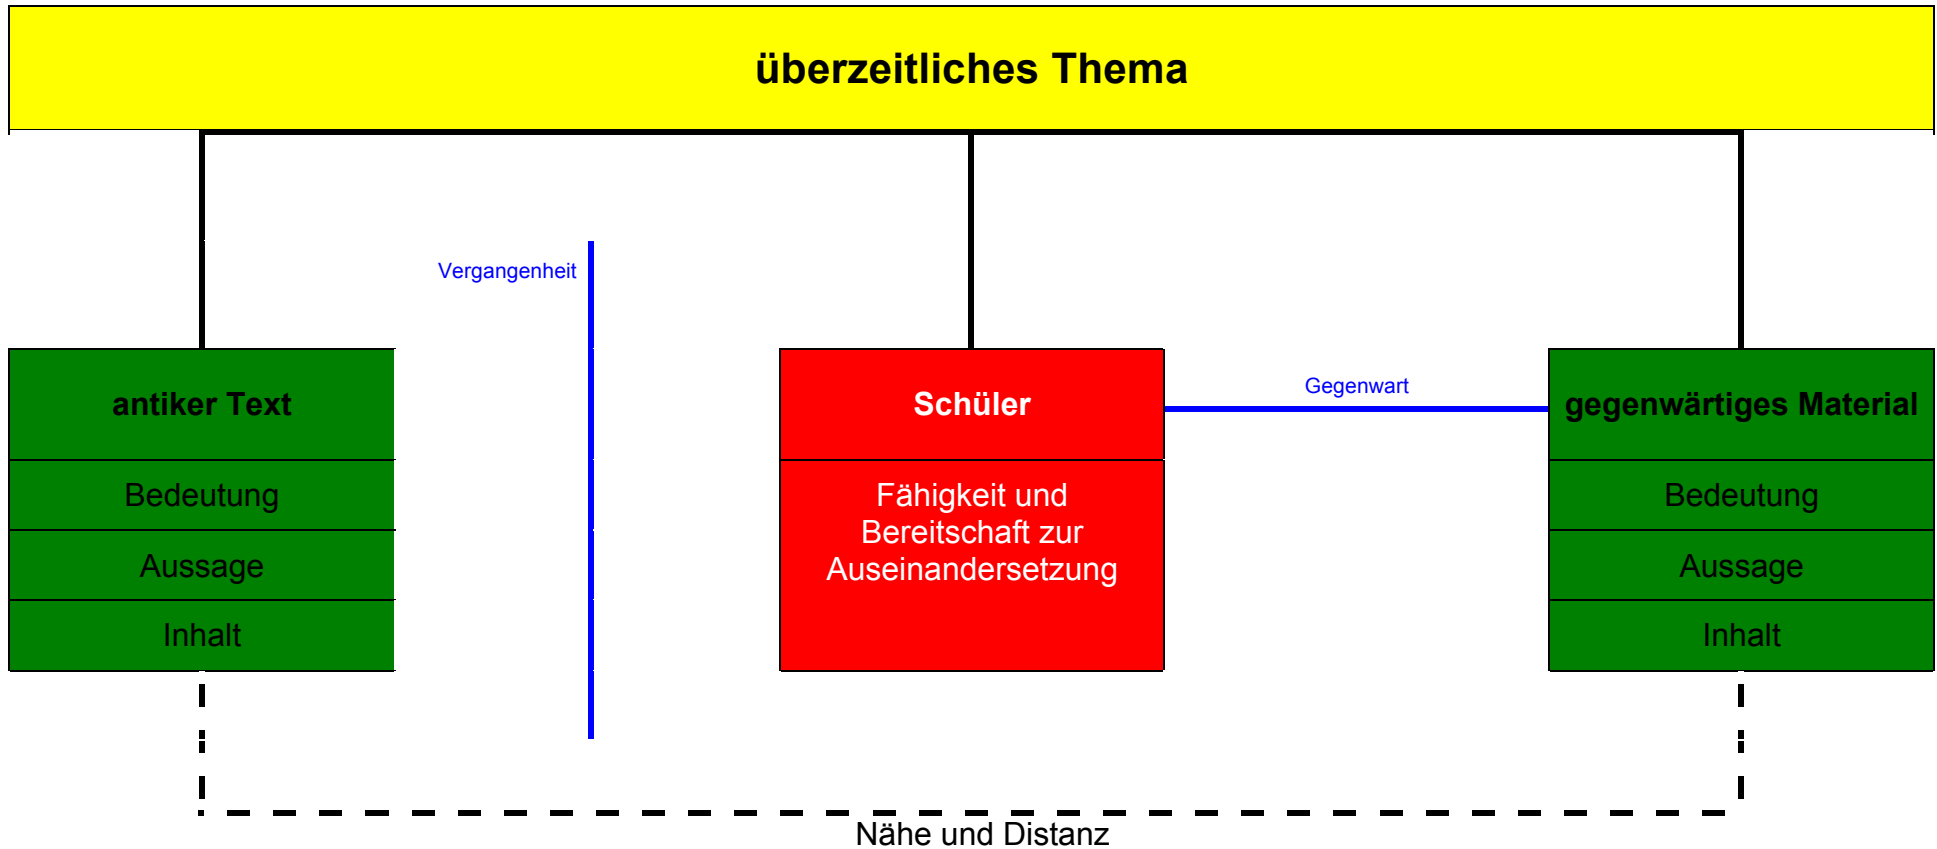 überzeitliches Thema
Vergangenheit
Gegenwart
antiker Text
Bedeutung
Aussage
Inhalt
Schüler
Fähigkeit und
Bereitschaft zur
Auseinandersetzung
gegenwärtiges Material
Bedeutung
Aussage
Inhalt
Nähe und Distanz